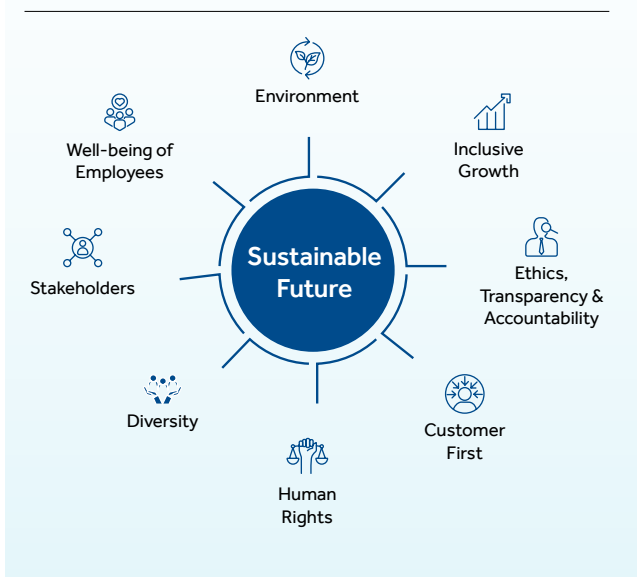 Environment
Inclusive
Growth
Ethics,
Transparency &
Accountability
Customer
First
Human
Rights
Diversity
Stakeholders
Well-being of
Employees
Sustainable
Future